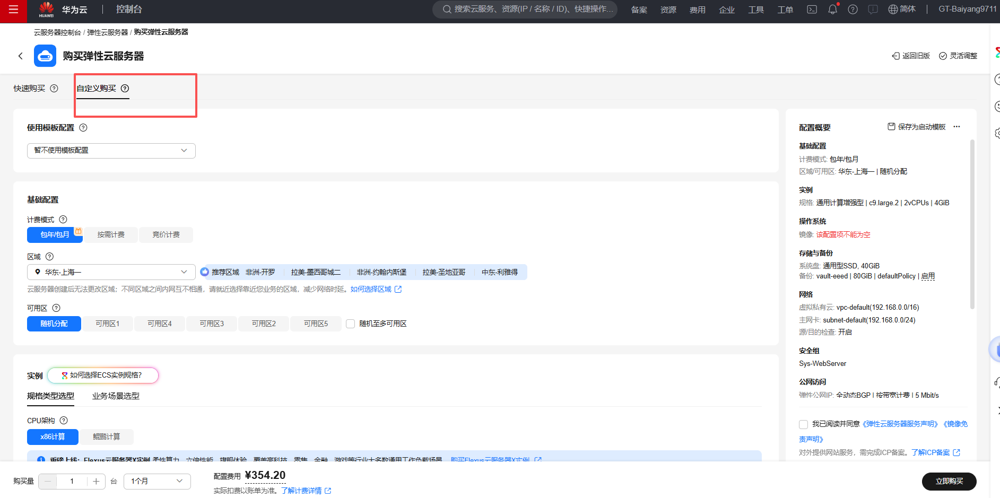 HUAWEI
华为云
控制台
搜索云服务、资源(IP / 名称 / ID)、快捷操作...
备案
资源
费用
企业
工具
工单
简体
GT-Baiyang9711
云服务器控制台 / 弹性云服务器 / 购买弹性云服务器
购买弹性云服务器
返回旧版
灵活调整
快速购买
自定义购买
使用模板配置
暂不使用模板配置
基础配置
计费模式
包年/包月
按需计费
竞价计费
区域
华东-上海一
推荐区域 非洲-开罗 拉美-墨西哥城二 非洲-约翰内斯堡 拉美-圣地亚哥 中东-利雅得
云服务器创建后无法更改区域；不同区域之间内网互不相通，请就近选择靠近您业务的区域，减少网络时延。如何选择区域
可用区
随机分配
可用区1
可用区4
可用区3
可用区2
可用区5
随机至多可用区
实例
如何选择ECS实例规格？
规格类型选型
业务场景选型
CPU架构
x86计算
鲲鹏计算
重磅上线：Flexus云服务器X实例 柔性算力，六倍性能，旗舰体验，覆盖高科技、零售、金融、游戏等行业大多数通用工作负载场景。 购买Flexus云服务器X实例
配置概要
保存为启动模板
基础配置
计费模式: 包年/包月
区域/可用区: 华东-上海一 | 随机分配
实例
规格: 通用计算增强型 | c9.large.2 | 2vCPUs | 4GiB
操作系统
镜像: 该配置项不能为空
存储与备份
系统盘: 通用型SSD, 40GiB
备份: vault-eeed | 80GiB | defaultPolicy | 启用
网络
虚拟私有云: vpc-default(192.168.0.0/16)
主网卡: subnet-default(192.168.0.0/24)
源/目的检查: 开启
安全组
Sys-WebServer
公网访问
弹性公网IP: 全动态BGP | 按带宽计费 | 5 Mbit/s
我已阅读并同意《弹性云服务器服务声明》《镜像免
责声明》
对外提供网站服务，需完成ICP备案。了解ICP备案
购买量
1
台
1个月
配置费用 ¥354.20
实际扣费以账单为准。了解计费详情
立即购买